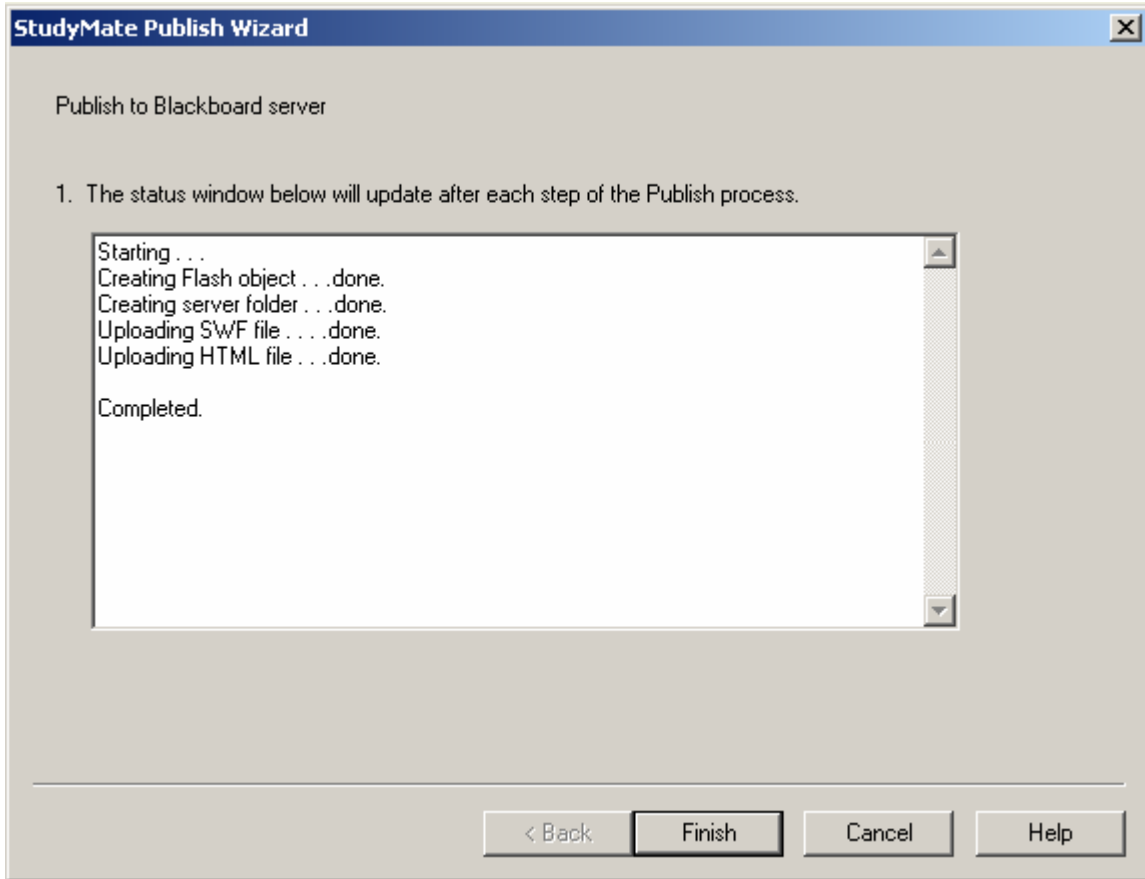 StudyMate Publish Wizard
Publish to Blackboard server
1. The status window below will update after each step of the Publish process.
Starting . . .
Creating Flash object . . .done.
Creating server folder . . .done.
Uploading SWF file . . . .done.
Uploading HTML file . . .done.
Completed.
< Back
Finish
Cancel
Help